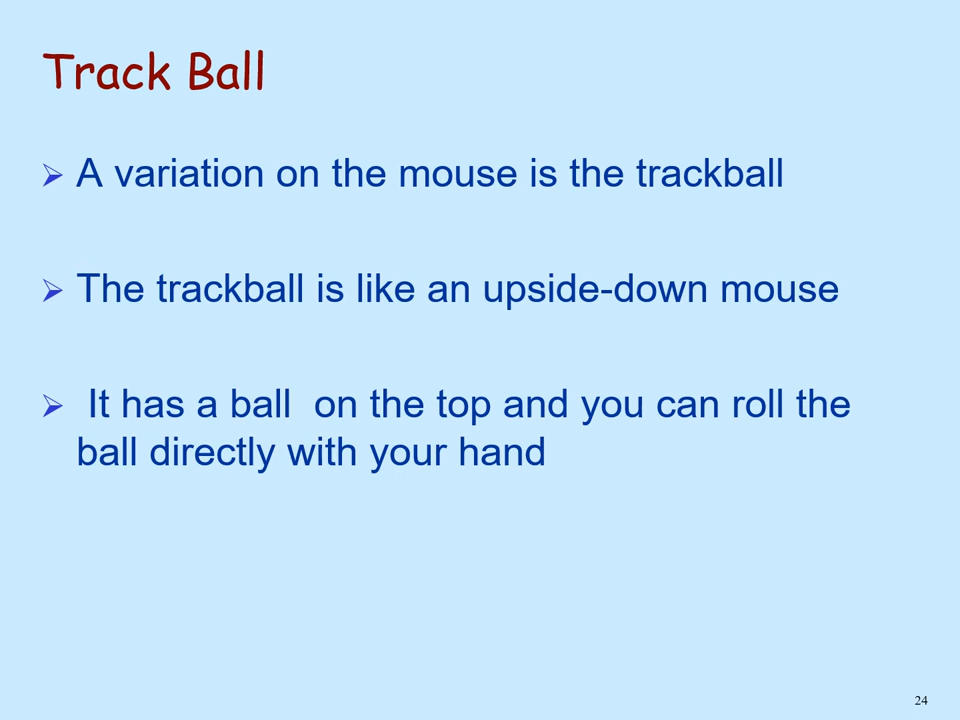 Track Ball
➢ A variation on the mouse is the trackball
➢ The trackball is like an upside-down mouse
➢ It has a ball  on the top and you can roll the
ball directly with your hand
24